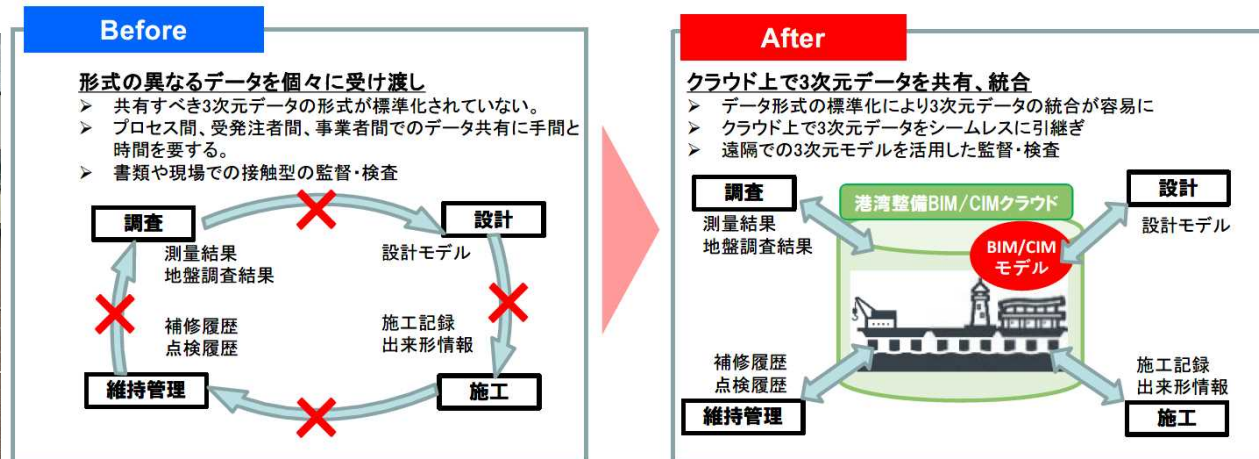 Before
形式の異なるデータを個々に受け渡し
➢ 共有すべき3次元データの形式が標準化されていない。
➢ プロセス間、受発注者間、事業者間でのデータ共有に手間と
時間を要する。
➢ 書類や現場での接触型の監督・検査
調査
設計
測量結果
地盤調査結果
設計モデル
補修履歴
点検履歴
施工記録
出来形情報
維持管理
施工
After
クラウド上で3次元データを共有、統合
➢ データ形式の標準化により3次元データの統合が容易に
➢ クラウド上で3次元データをシームレスに引継ぎ
➢ 遠隔での3次元モデルを活用した監督・検査
調査
設計
港湾整備BIM/CIMクラウド
測量結果
地盤調査結果
設計モデル
BIM/CIM
モデル
補修履歴
点検履歴
施工記録
出来形情報
維持管理
施工